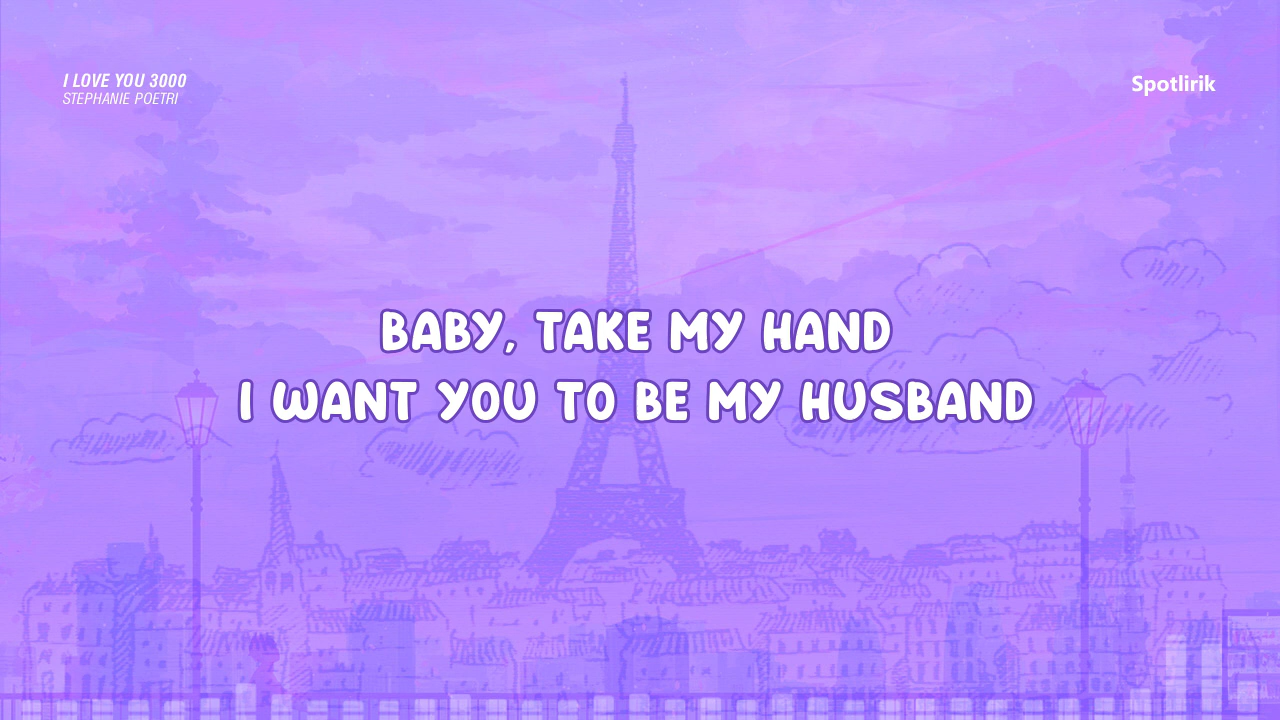 I LOVE YOU 3000
STEPHANIE POETRI
Spotlirik
BABY, TAKE MY HAND
I WANT YOU TO BE MY HUSBAND